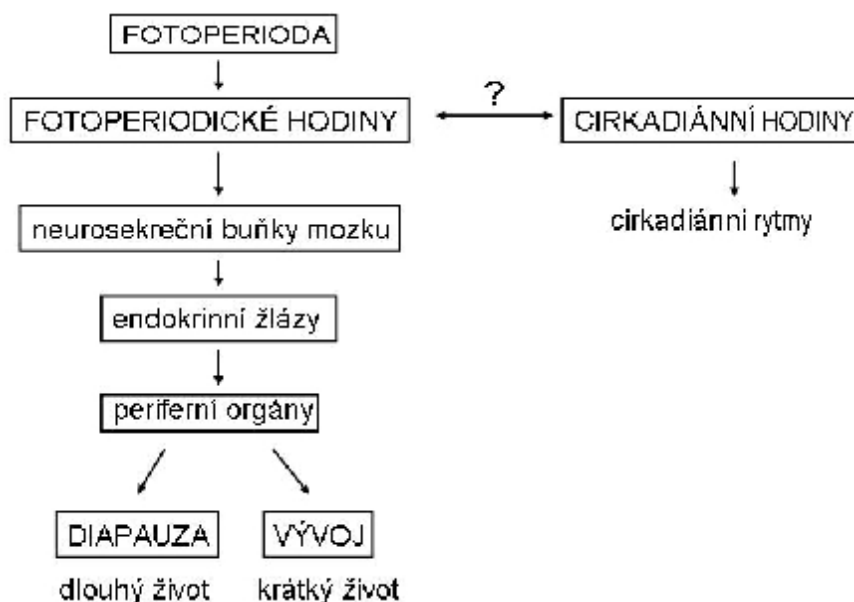 FOTOPERIODA
?
FOTOPERIODICKÉ HODINY
CIRKADIÁNNÍ HODINY
cirkadiánni rytmy
neurosekreční buňky mozku
endokrinní žlázy
periferní orgány
DIAPAUZA
VÝVOJ
dlouhý život
krátký život